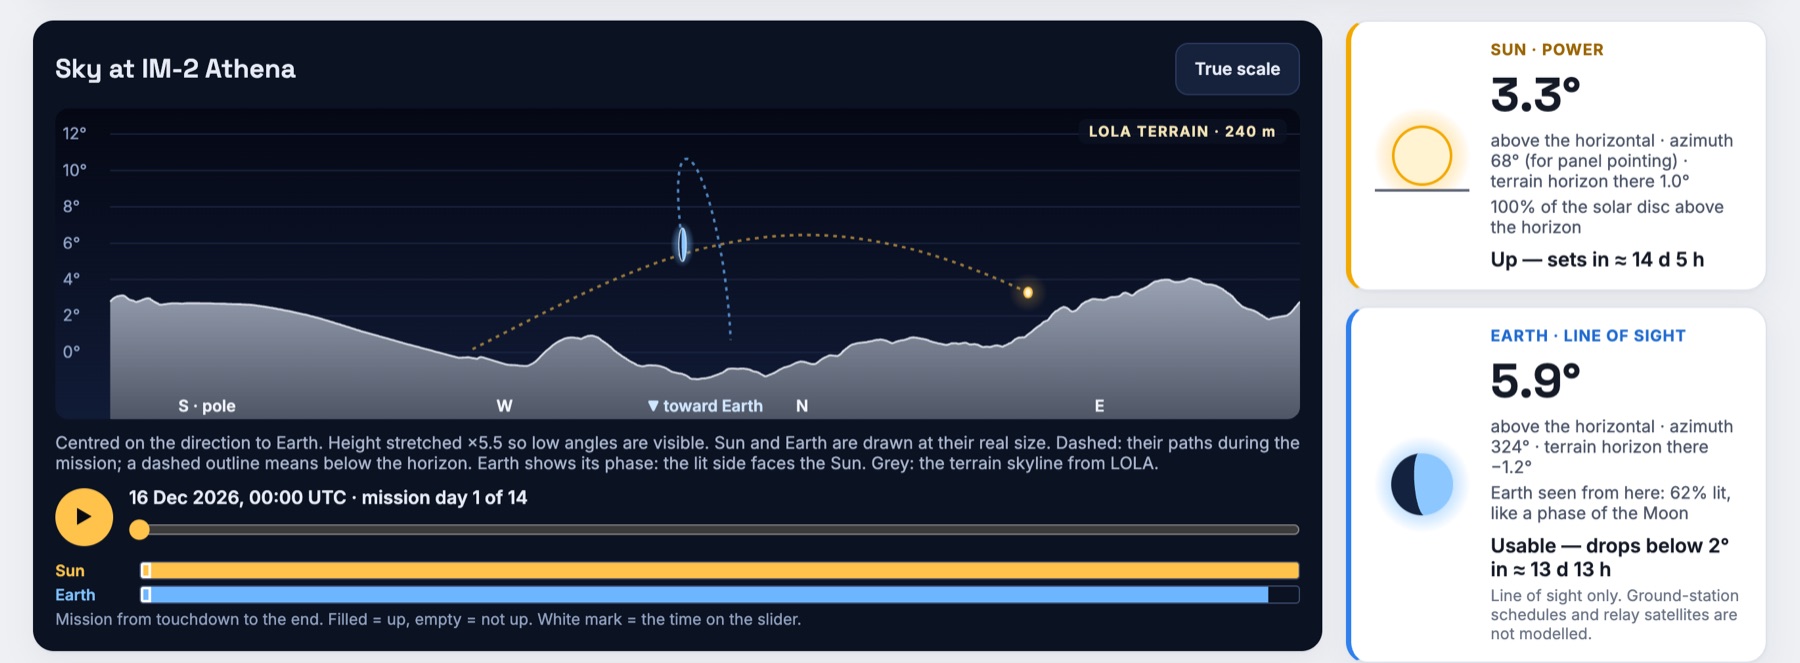 Sky at IM-2 Athena
True scale
LOLA TERRAIN · 240 m
12°
10°
8°
6°
4°
2°
0°
S · pole
W
▼ toward Earth
N
E
Centred on the direction to Earth. Height stretched ×5.5 so low angles are visible. Sun and Earth are drawn at their real size. Dashed: their paths during the
mission; a dashed outline means below the horizon. Earth shows its phase: the lit side faces the Sun. Grey: the terrain skyline from LOLA.
16 Dec 2026, 00:00 UTC · mission day 1 of 14
Sun
Earth
Mission from touchdown to the end. Filled = up, empty = not up. White mark = the time on the slider.
SUN · POWER
3.3°
above the horizontal · azimuth
68° (for panel pointing) ·
terrain horizon there 1.0°
100% of the solar disc above
the horizon
Up — sets in ≈ 14 d 5 h
EARTH · LINE OF SIGHT
5.9°
above the horizontal · azimuth
324° · terrain horizon there
−1.2°
Earth seen from here: 62% lit,
like a phase of the Moon
Usable — drops below 2°
in ≈ 13 d 13 h
Line of sight only. Ground-station
schedules and relay satellites are
not modelled.